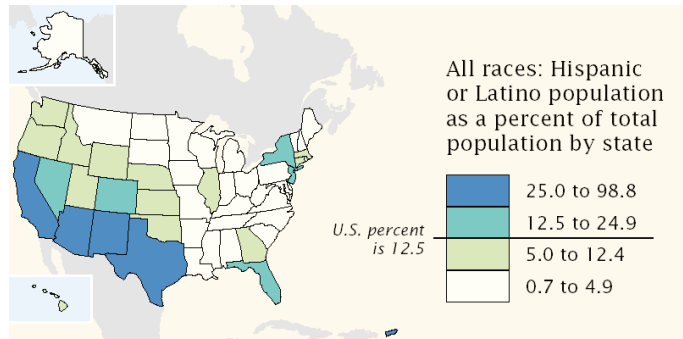 All races: Hispanic
or Latino population
as a percent of total
population by state
25.0 to 98.8
12.5 to 24.9
U.S. percent
is 12.5
5.0 to 12.4
0.7 to 4.9